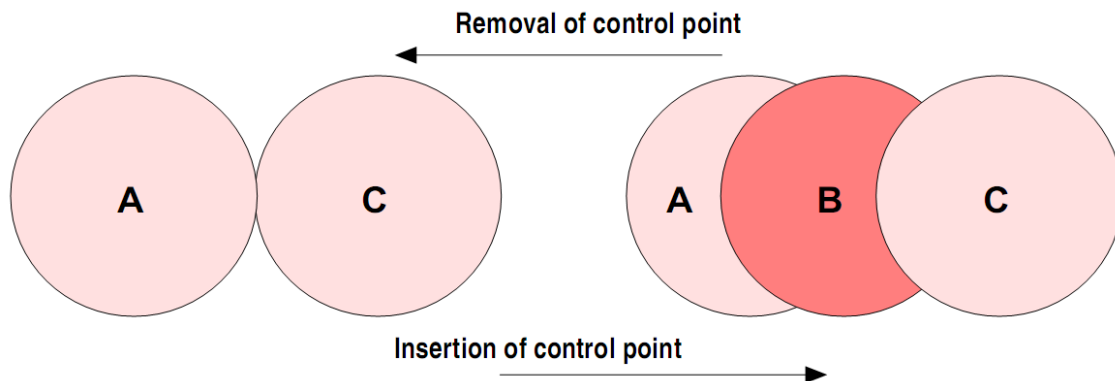 Removal of control point
A
C
A
B
C
Insertion of control point